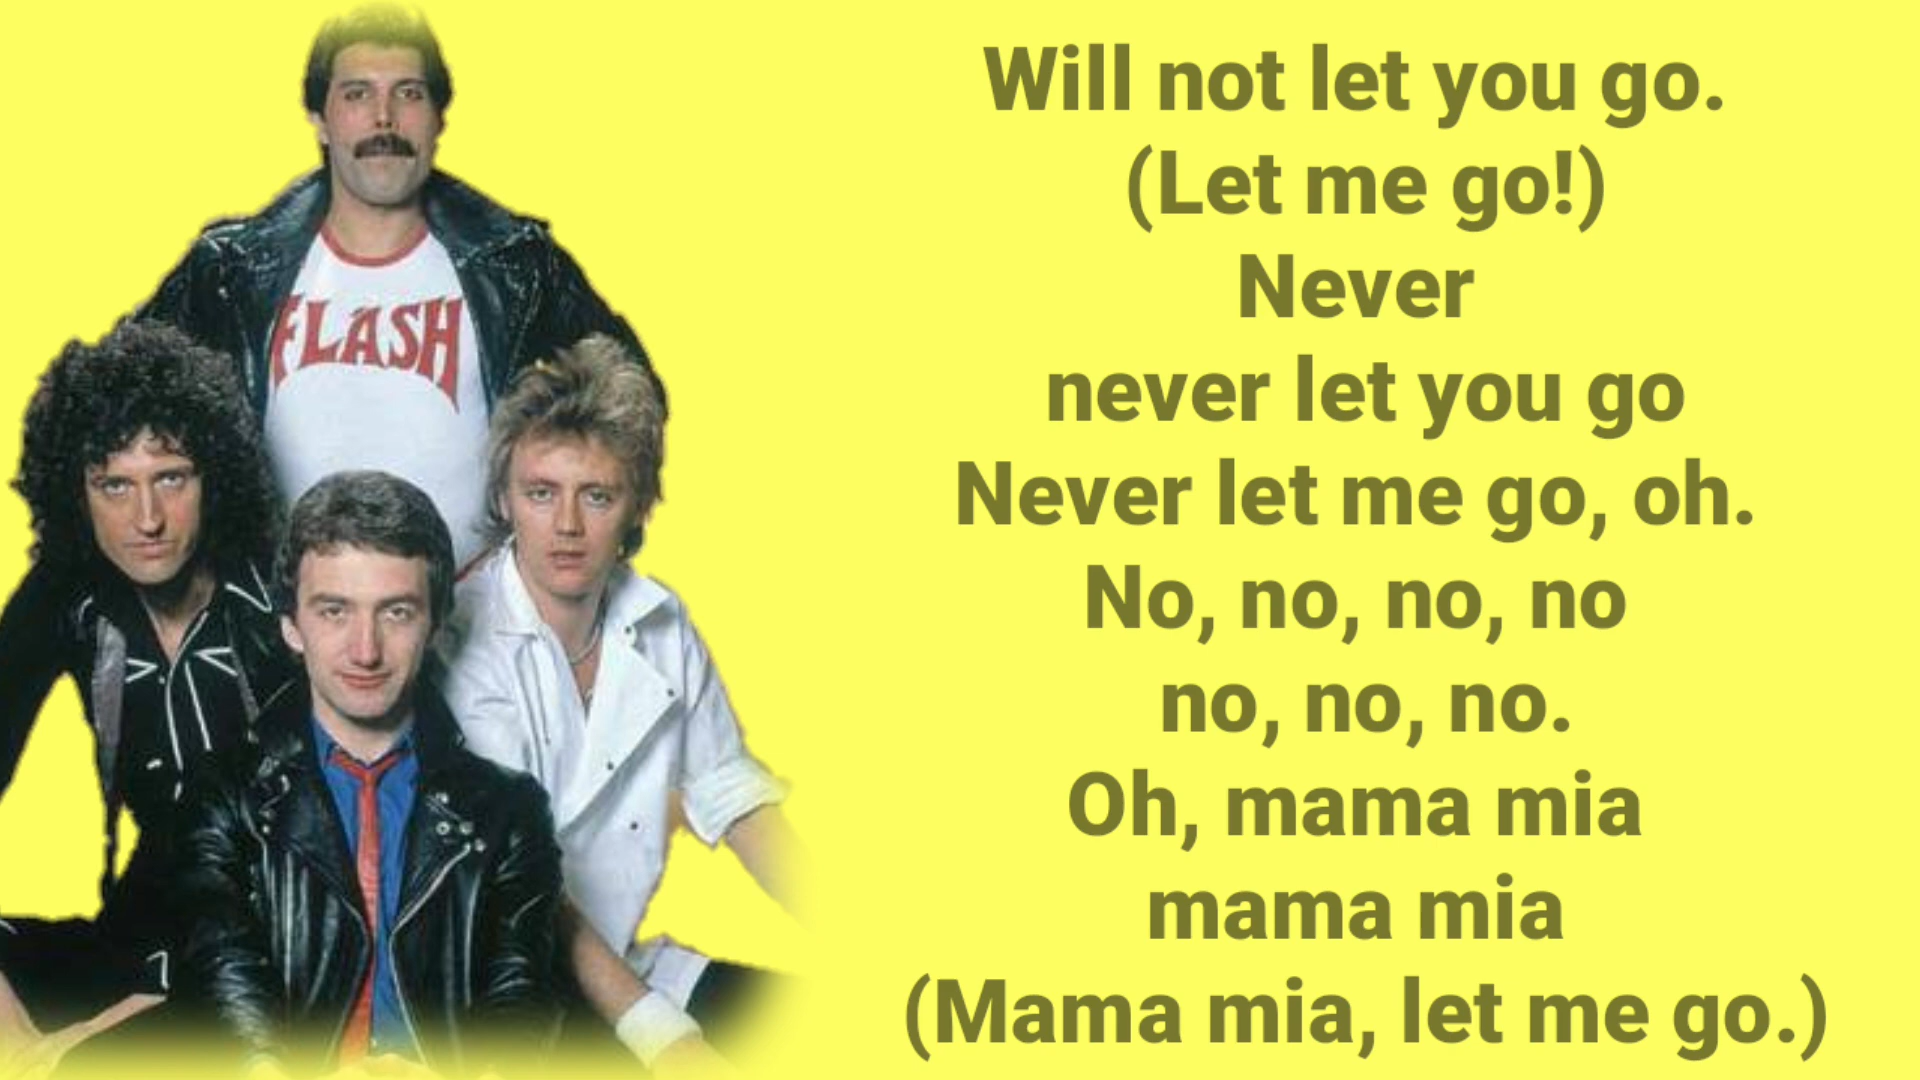 FLASH
Will not let you go.
(Let me go!)
Never
never let you go
Never let me go, oh.
No, no, no, no
no, no, no.
Oh, mama mia
mama mia
(Mama mia, let me go.)